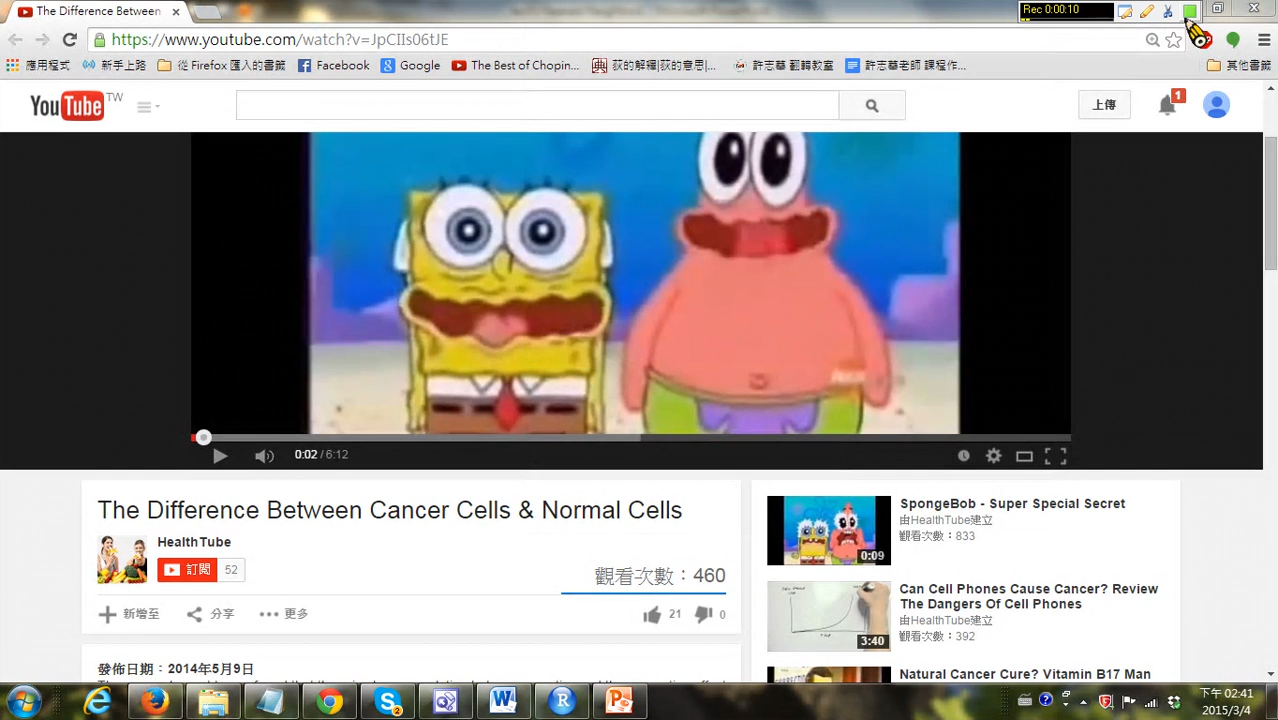 The Difference Between
Rec 0:00:10
https://www.youtube.com/watch?v=JpCIIs06tJE
應用程式 新手上路 從 Firefox 匯入的書籤 Facebook Google The Best of Chopin... 荻的解釋|荻的意思|... 許志華 翻轉教室 許志華老師 課程作... 其他書籤
YouTube TW 上傳 1
0:02 / 6:12
The Difference Between Cancer Cells & Normal Cells
HealthTube
訂閱 52
觀看次數：460
新增至 分享 更多 21 0
發佈日期：2014年5月9日
SpongeBob - Super Special Secret
由HealthTube建立
觀看次數：833
0:09
Can Cell Phones Cause Cancer? Review
The Dangers Of Cell Phones
由HealthTube建立
觀看次數：392
3:40
Natural Cancer Cure? Vitamin B17 Man
下午 02:41
2015/3/4